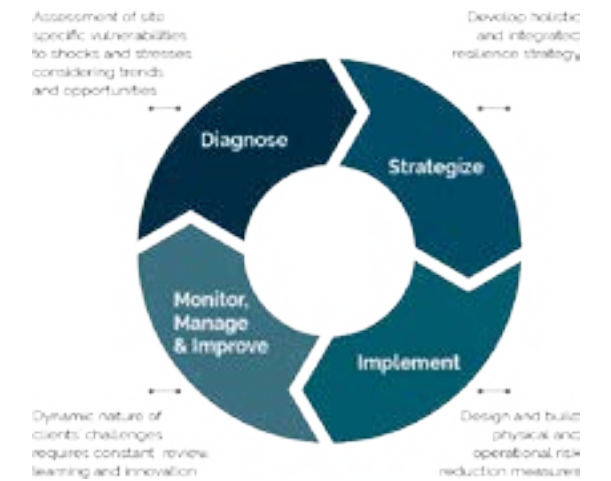 Assessment of site
specific vulnerabilities
to shocks and stresses
considering trends
and opportunities
Develop holistic
and integrated
resilience strategy
Diagnose
Strategize
Monitor,
Manage
& Improve
Implement
Dynamic nature of
clients' challenges
requires constant review
learning and innovation
Design and build
physical and
operational risk
reduction measures